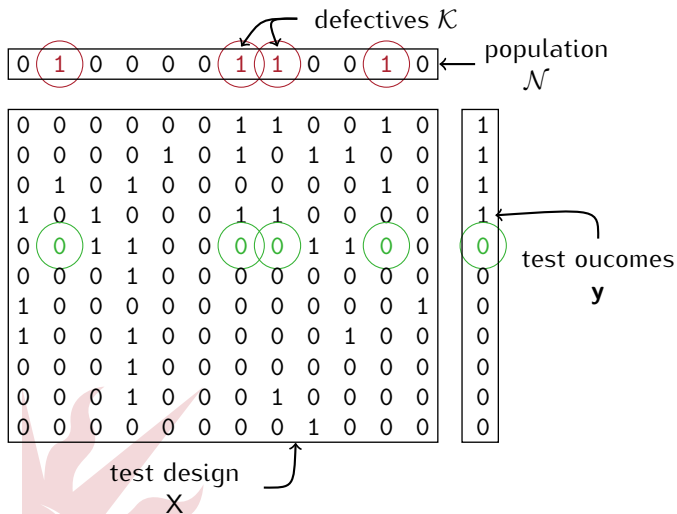 defectives 𝒦
0 1 0 0 0 0 1 1 0 0 1 0
population
𝒩
0 0 0 0 0 0 1 1 0 0 1 0 1
0 0 0 0 1 0 1 0 1 1 0 0 1
0 1 0 1 0 0 0 0 0 0 1 0 1
1 0 1 0 0 0 1 1 0 0 0 0 1
0 0 1 1 0 0 0 0 1 1 0 0 0
0 0 0 1 0 0 0 0 0 0 0 0 0
1 0 0 0 0 0 0 0 0 0 0 1 0
1 0 0 1 0 0 0 0 0 1 0 0 0
0 0 0 1 0 0 0 0 0 0 0 0 0
0 0 0 1 0 0 0 1 0 0 0 0 0
0 0 0 0 0 0 0 0 1 0 0 0 0
test oucomes
y
test design
X